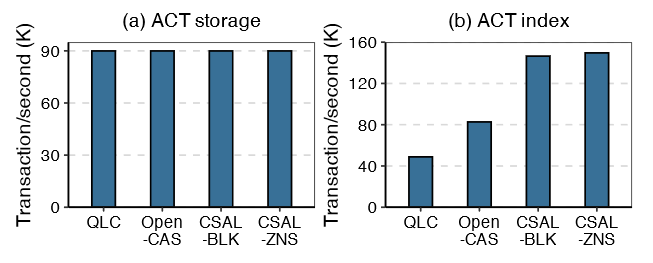 (a) ACT storage
Transaction/second (K)
90
60
30
0
QLC
Open
-CAS
CSAL
-BLK
CSAL
-ZNS
(b) ACT index
Transaction/second (K)
160
120
80
40
0
QLC
Open
-CAS
CSAL
-BLK
CSAL
-ZNS